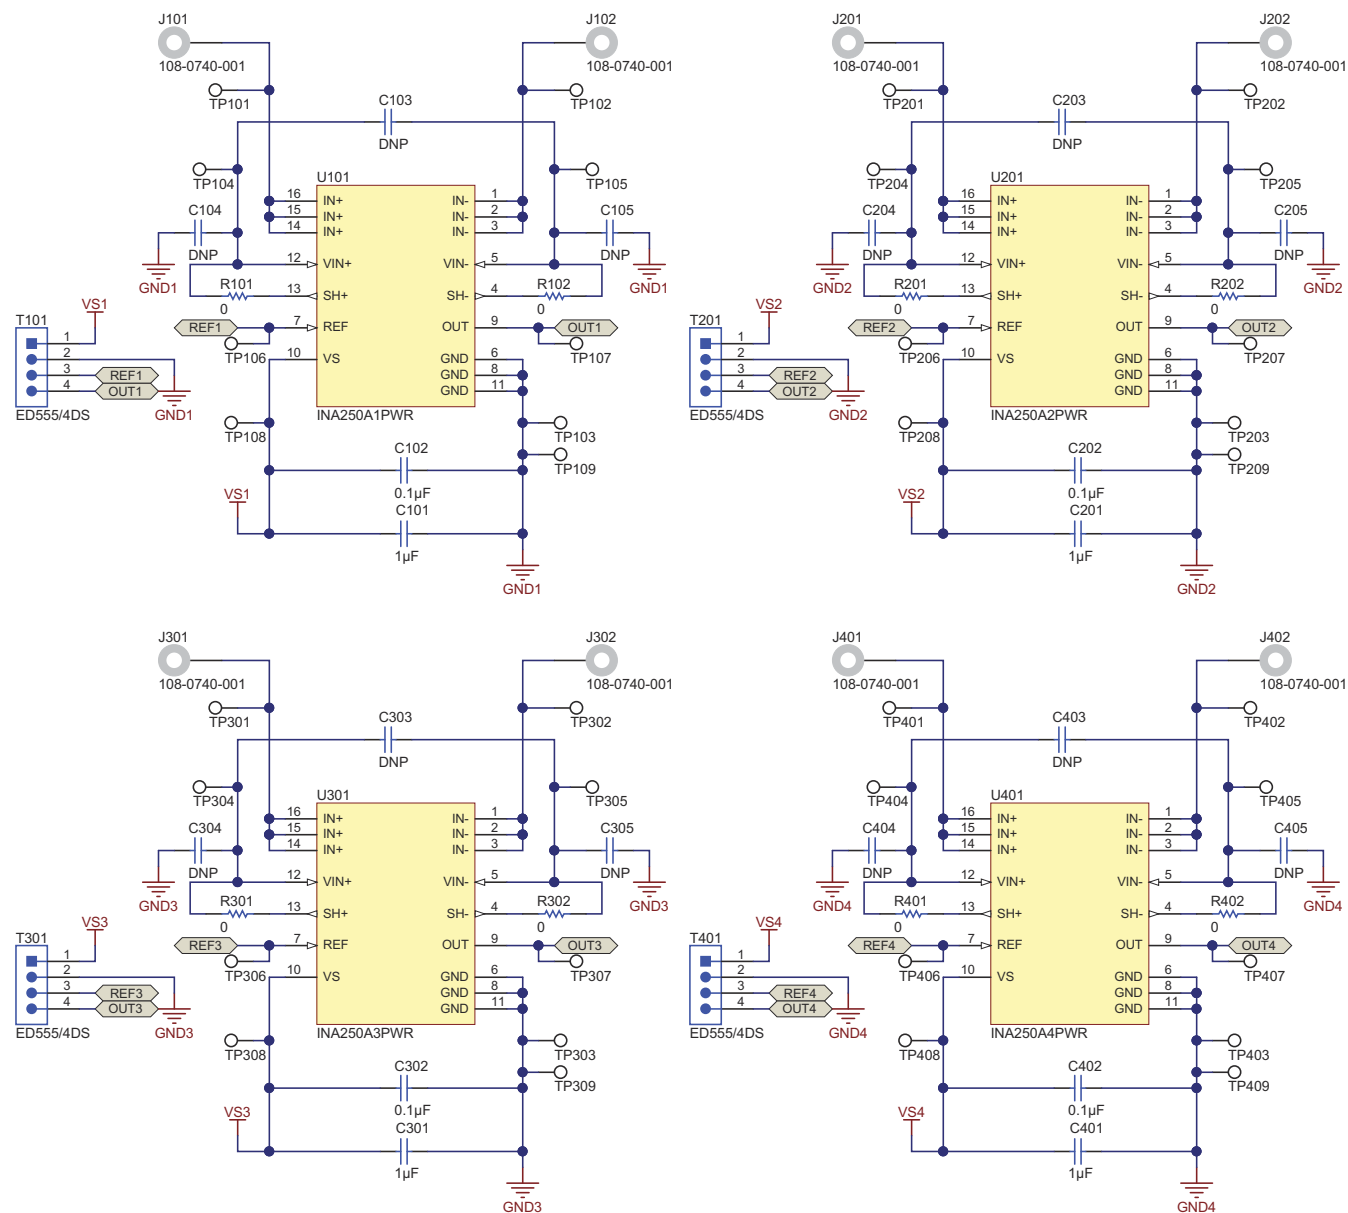 J101
108-0740-001
TP101
J102
108-0740-001
TP102
C103
DNP
TP104
TP105
C104
DNP
GND1
C105
DNP
GND1
U101
16 IN+ IN- 1
15 IN+ IN- 2
14 IN+ IN- 3
12 VIN+ VIN- 5
R101 13 SH+ SH- 4 R102
0 0
REF1 7 REF OUT 9 OUT1
TP106 TP107
10 VS GND 6
GND 8
GND 11
INA250A1PWR
VS1
T101
1
2
3 REF1
4 OUT1
ED555/4DS
GND1
TP108
TP103
TP109
C102
0.1µF
VS1
C101
1µF
GND1
J201
108-0740-001
TP201
J202
108-0740-001
TP202
C203
DNP
TP204
TP205
C204
DNP
GND2
C205
DNP
GND2
U201
16 IN+ IN- 1
15 IN+ IN- 2
14 IN+ IN- 3
12 VIN+ VIN- 5
R201 13 SH+ SH- 4 R202
0 0
REF2 7 REF OUT 9 OUT2
TP206 TP207
10 VS GND 6
GND 8
GND 11
INA250A2PWR
VS2
T201
1
2
3 REF2
4 OUT2
ED555/4DS
GND2
TP208
TP203
TP209
C202
0.1µF
VS2
C201
1µF
GND2
J301
108-0740-001
TP301
J302
108-0740-001
TP302
C303
DNP
TP304
TP305
C304
DNP
GND3
C305
DNP
GND3
U301
16 IN+ IN- 1
15 IN+ IN- 2
14 IN+ IN- 3
12 VIN+ VIN- 5
R301 13 SH+ SH- 4 R302
0 0
REF3 7 REF OUT 9 OUT3
TP306 TP307
10 VS GND 6
GND 8
GND 11
INA250A3PWR
VS3
T301
1
2
3 REF3
4 OUT3
ED555/4DS
GND3
TP308
TP303
TP309
C302
0.1µF
VS3
C301
1µF
GND3
J401
108-0740-001
TP401
J402
108-0740-001
TP402
C403
DNP
TP404
TP405
C404
DNP
GND4
C405
DNP
GND4
U401
16 IN+ IN- 1
15 IN+ IN- 2
14 IN+ IN- 3
12 VIN+ VIN- 5
R401 13 SH+ SH- 4 R402
0 0
REF4 7 REF OUT 9 OUT4
TP406 TP407
10 VS GND 6
GND 8
GND 11
INA250A4PWR
VS4
T401
1
2
3 REF4
4 OUT4
ED555/4DS
GND4
TP408
TP403
TP409
C402
0.1µF
VS4
C401
1µF
GND4